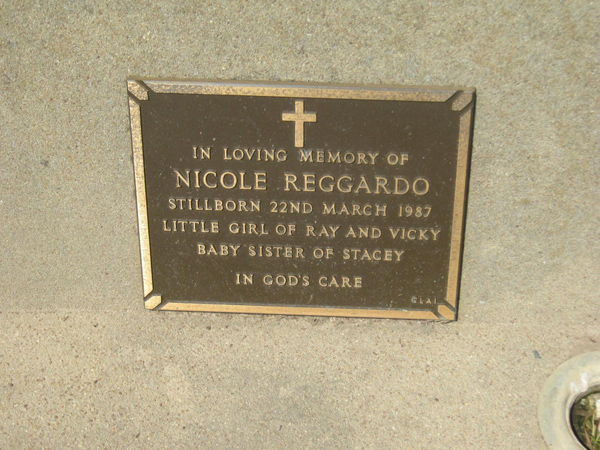 IN LOVING MEMORY OF
NICOLE REGGARDO
STILLBORN 22ND MARCH 1987
LITTLE GIRL OF RAY AND VICKY
BABY SISTER OF STACEY
IN GOD'S CARE